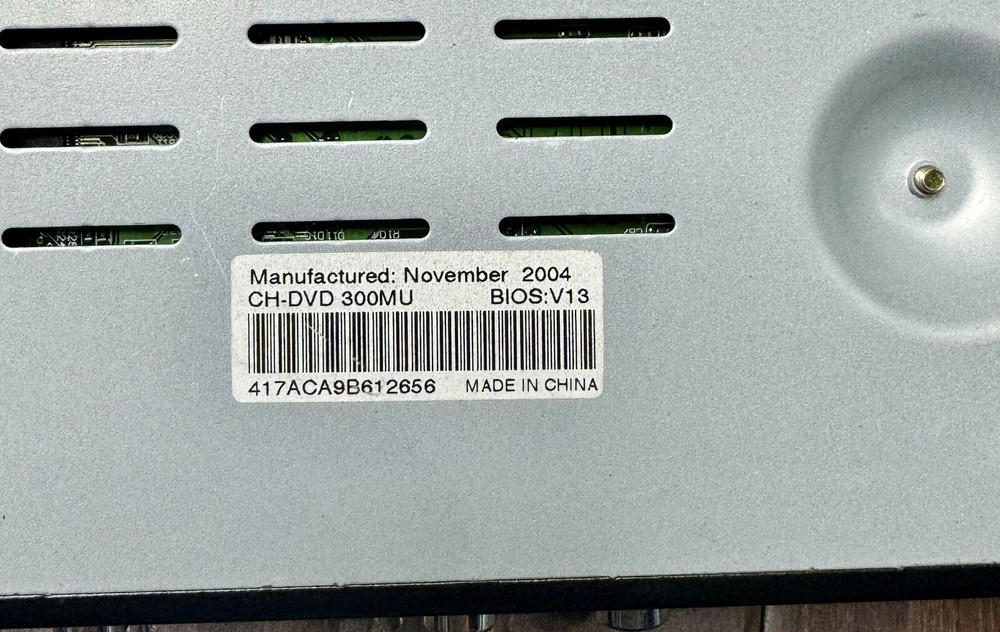 Manufactured: November 2004
CH-DVD 300MU BIOS:V13
417ACA9B612656 MADE IN CHINA